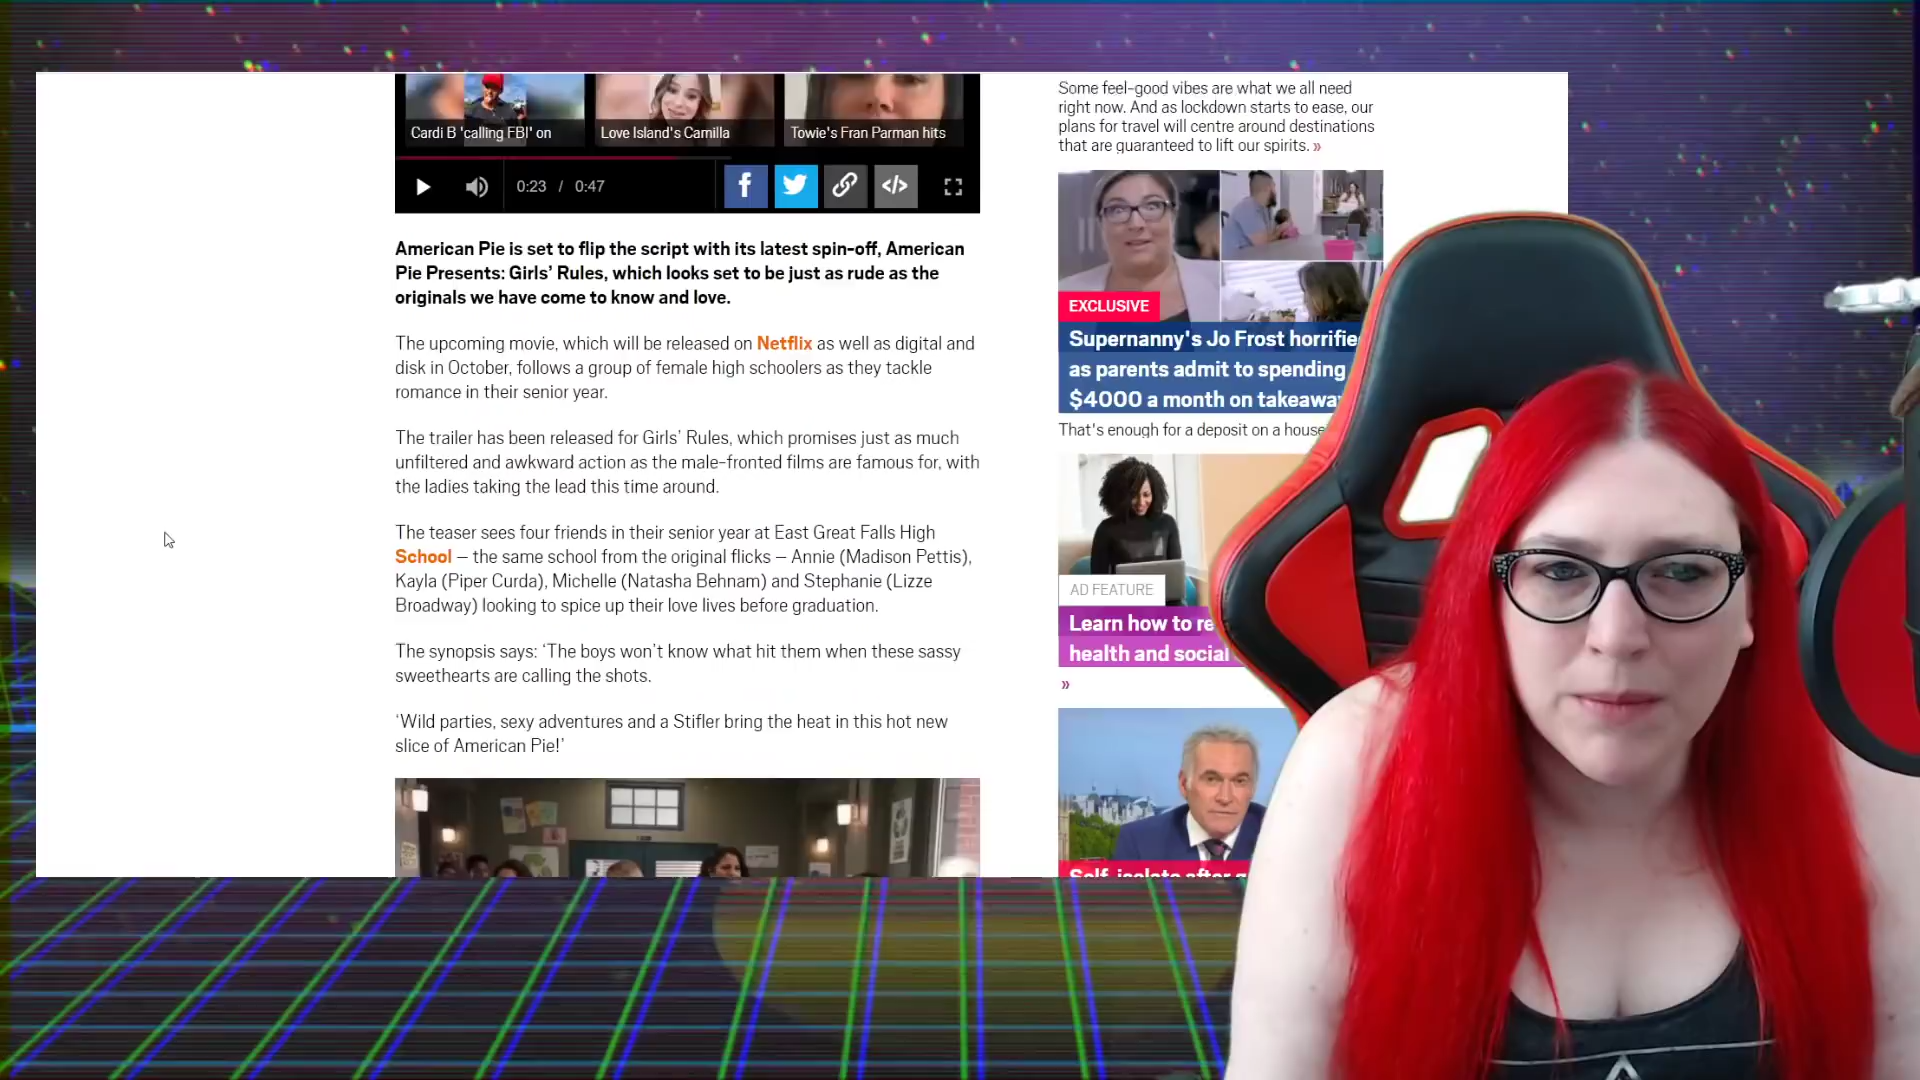 Cardi B 'calling FBI' on
Love Island's Camilla
Towie's Fran Parman hits
0:23 / 0:47
American Pie is set to flip the script with its latest spin-off, American
Pie Presents: Girls’ Rules, which looks set to be just as rude as the
originals we have come to know and love.
The upcoming movie, which will be released on Netflix as well as digital and
disk in October, follows a group of female high schoolers as they tackle
romance in their senior year.
The trailer has been released for Girls’ Rules, which promises just as much
unfiltered and awkward action as the male-fronted films are famous for, with
the ladies taking the lead this time around.
The teaser sees four friends in their senior year at East Great Falls High
School – the same school from the original flicks – Annie (Madison Pettis),
Kayla (Piper Curda), Michelle (Natasha Behnam) and Stephanie (Lizze
Broadway) looking to spice up their love lives before graduation.
The synopsis says: ‘The boys won’t know what hit them when these sassy
sweethearts are calling the shots.
‘Wild parties, sexy adventures and a Stifler bring the heat in this hot new
slice of American Pie!’
Some feel-good vibes are what we all need
right now. And as lockdown starts to ease, our
plans for travel will centre around destinations
that are guaranteed to lift our spirits. »
EXCLUSIVE
Supernanny's Jo Frost horrifie
as parents admit to spending
$4000 a month on takeawa
That's enough for a deposit on a house
AD FEATURE
Learn how to re
health and social
»
Self-isolate after